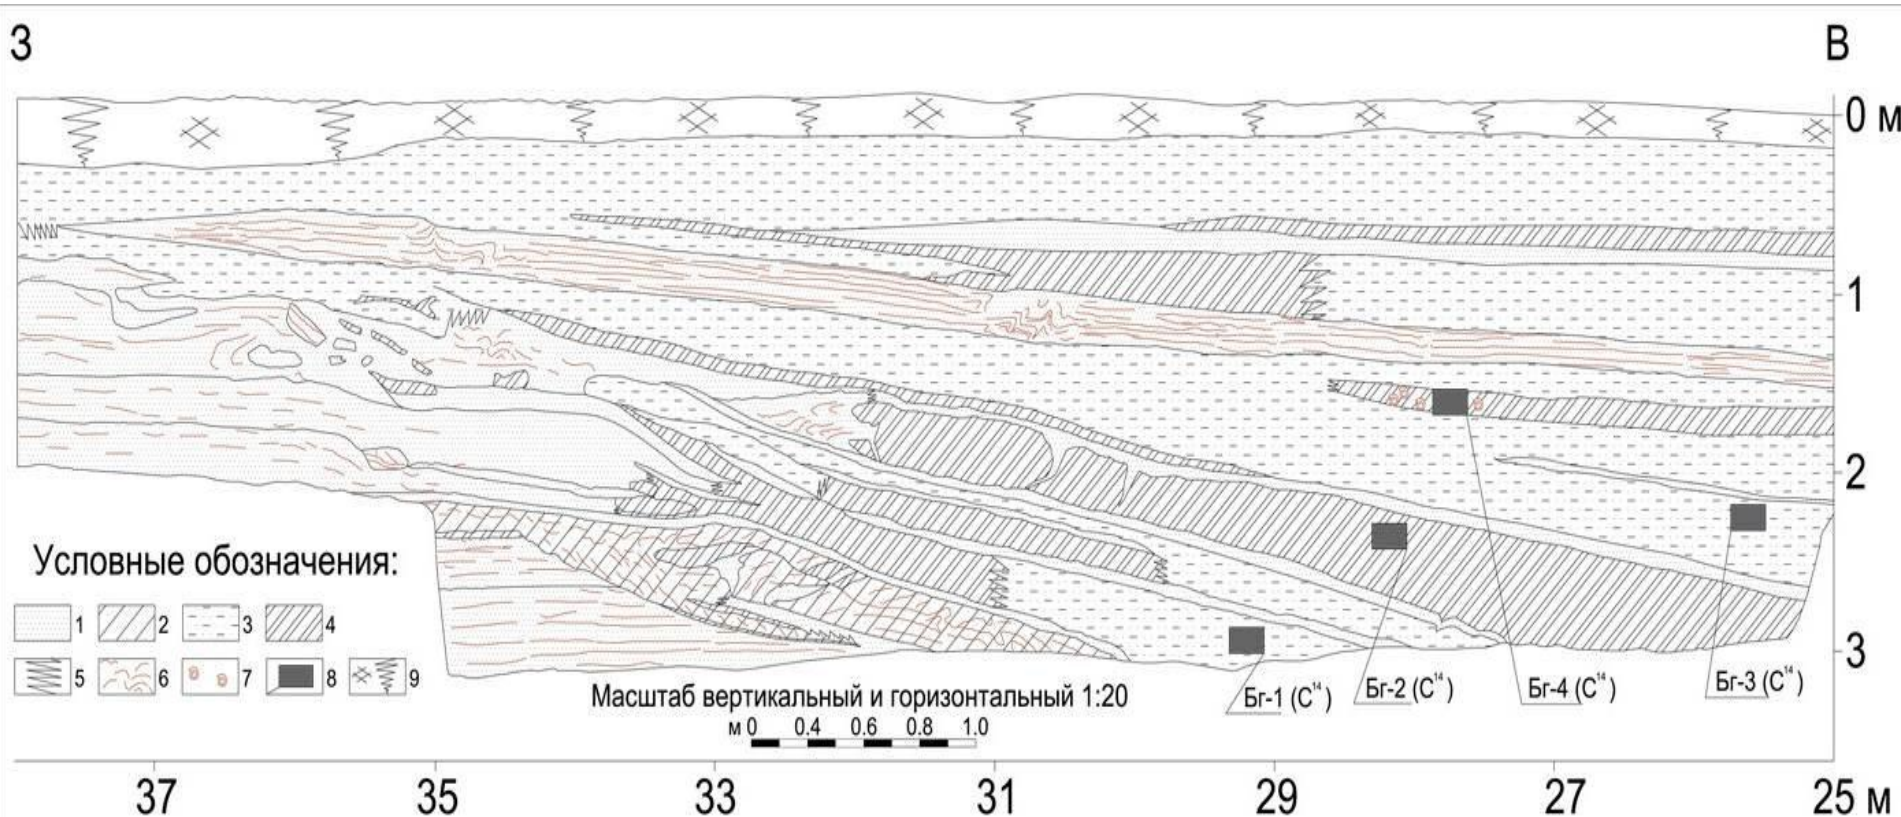 З В
0 м
1
2
3
Условные обозначения:
1 2 3 4
5 6 7 8 9
Масштаб вертикальный и горизонтальный 1:20
м 0 0.4 0.6 0.8 1.0
Бг-1 (C¹⁴) Бг-2 (C¹⁴) Бг-4 (C¹⁴) Бг-3 (C¹⁴)
37 35 33 31 29 27 25 м